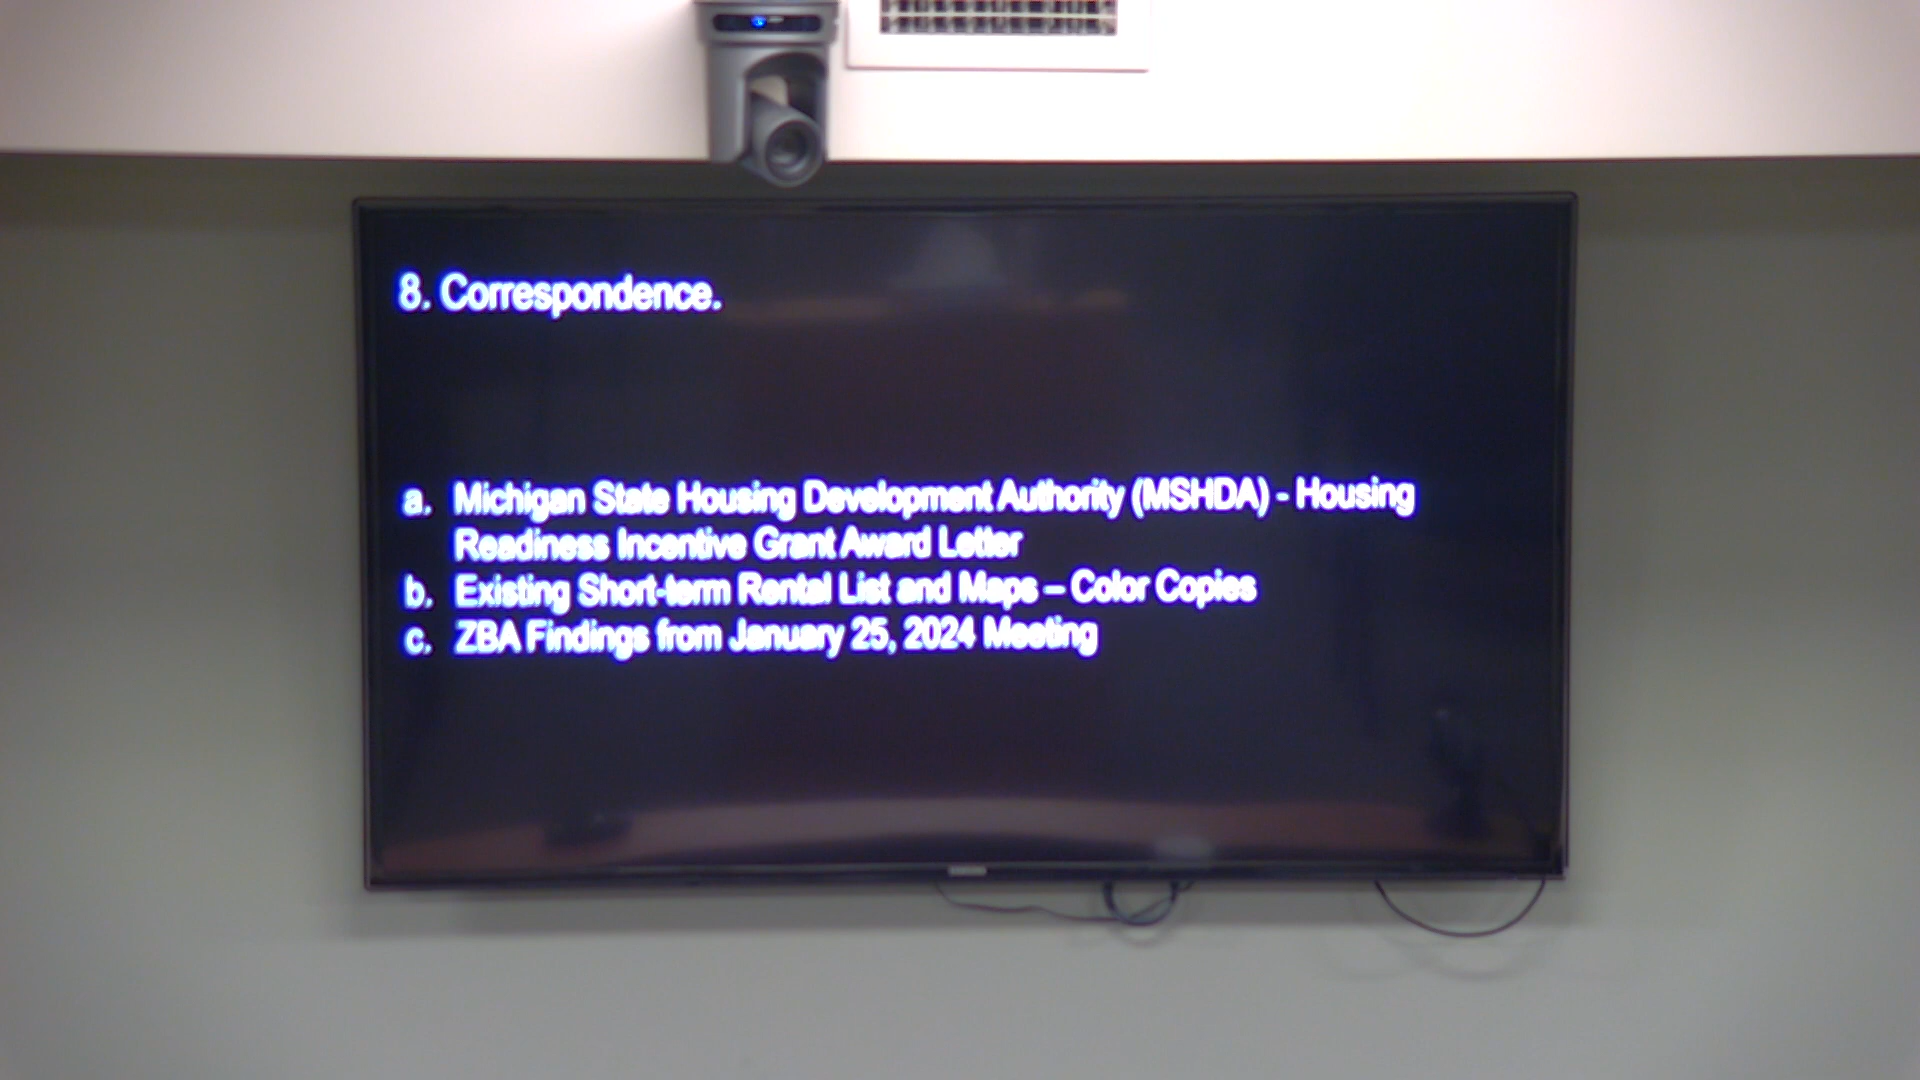 8. Correspondence.
a. Michigan State Housing Development Authority (MSHDA) - Housing
Readiness Incentive Grant Award Letter
b. Existing Short-term Rental List and Maps – Color Copies
c. ZBA Findings from January 25, 2024 Meeting